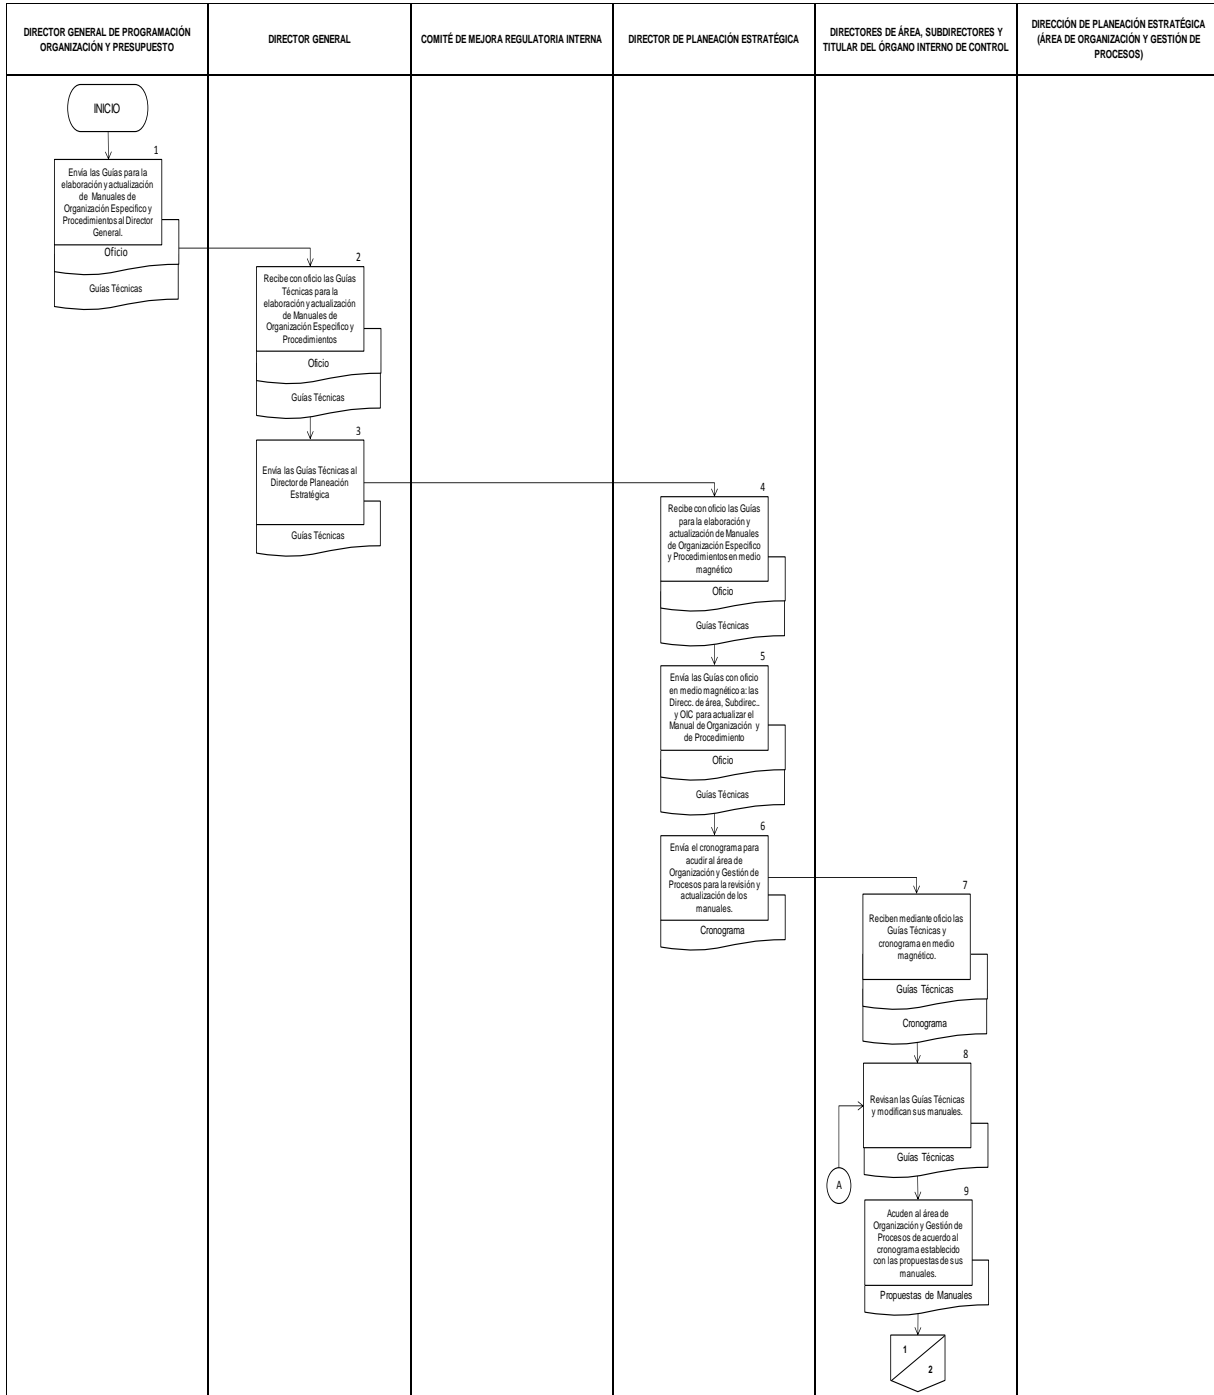 DIRECTOR GENERAL DE PROGRAMACIÓN
ORGANIZACIÓN Y PRESUPUESTO
DIRECTOR GENERAL
COMITÉ DE MEJORA REGULATORIA INTERNA
DIRECTOR DE PLANEACIÓN ESTRATÉGICA
DIRECTORES DE ÁREA, SUBDIRECTORES Y
TITULAR DEL ÓRGANO INTERNO DE CONTROL
DIRECCIÓN DE PLANEACIÓN ESTRATÉGICA
(ÁREA DE ORGANIZACIÓN Y GESTIÓN DE
PROCESOS)
INICIO
1
Envía las Guías para la
elaboración y actualización
de Manuales de
Organización Especifico y
Procedimientos al Director
General.
Oficio
Guías Técnicas
2
Recibe con oficio las Guías
Técnicas para la
elaboración y actualización
de Manuales de
Organización Especifico y
Procedimientos
Oficio
Guías Técnicas
3
Envía las Guías Técnicas al
Director de Planeación
Estratégica
Guías Técnicas
4
Recibe con oficio las Guías
para la elaboración y
actualización de Manuales
de Organización Especifico
y Procedimientos en medio
magnético
Oficio
Guías Técnicas
5
Envía las Guías con oficio
en medio magnético a: las
Direcc. de área, Subdirec..
y OIC para actualizar el
Manual de Organización y
de Procedimiento
Oficio
Guías Técnicas
6
Envía el cronograma para
acudir al área de
Organización y Gestión de
Procesos para la revisión y
actualización de los
manuales.
Cronograma
7
Reciben mediante oficio las
Guías Técnicas y
cronograma en medio
magnético.
Guías Técnicas
Cronograma
8
Revisan las Guías Técnicas
y modifican sus manuales.
Guías Técnicas
A
9
Acuden al área de
Organización y Gestión de
Procesos de acuerdo al
cronograma establecido
con las propuestas de sus
manuales.
Propuestas de Manuales
1
2